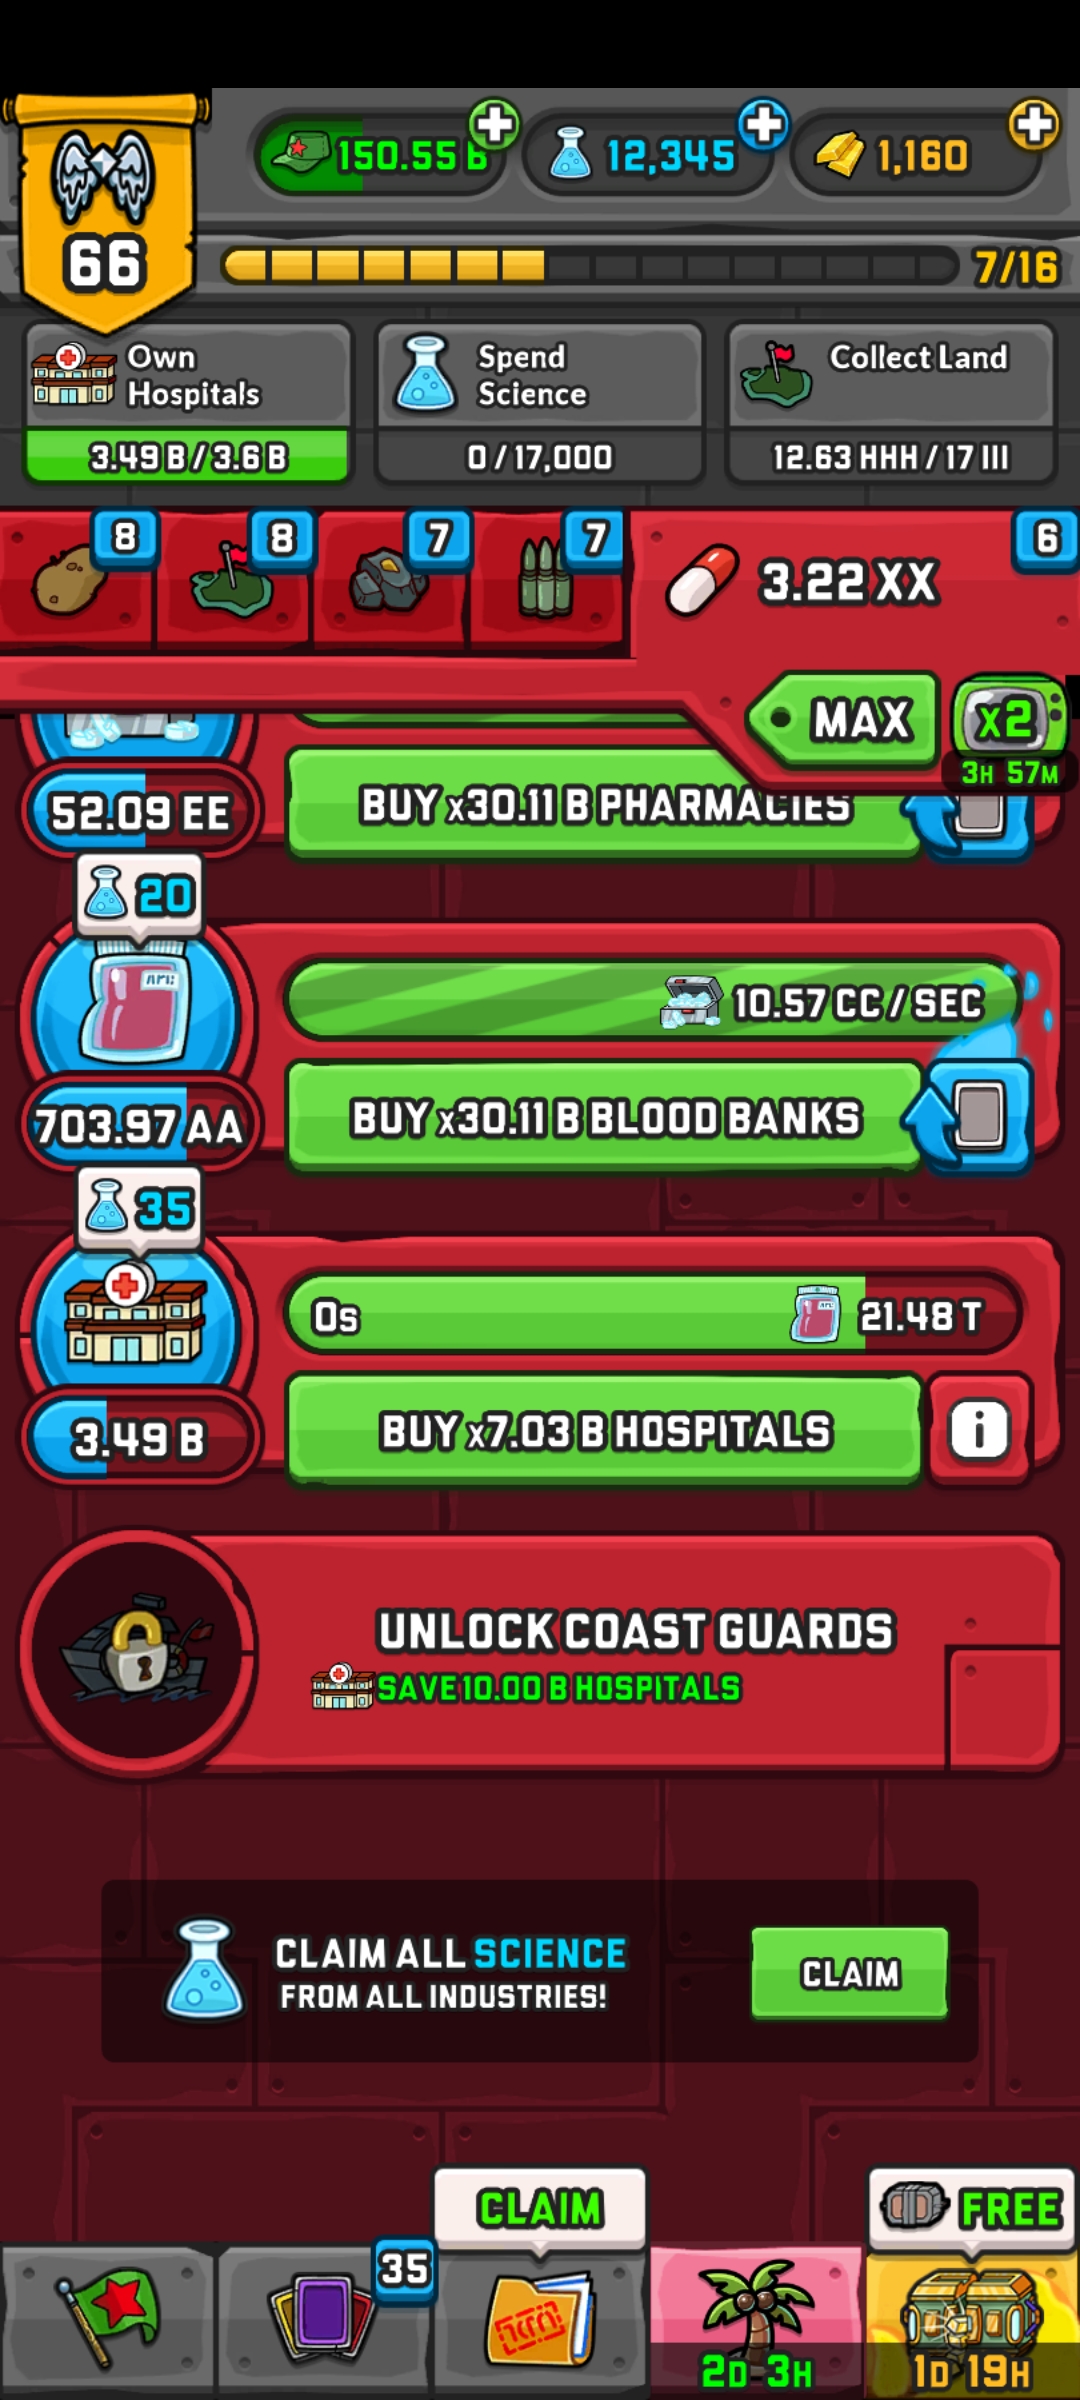 150.55 B
12,345
1,160
66
7/16
Own
Hospitals
3.49 B / 3.6 B
Spend
Science
0 / 17,000
Collect Land
12.63 HHH / 17 III
8
8
7
7
3.22 XX
6
MAX
x2
3H 57M
52.09 EE
BUY x30.11 B PHARMACIES
20
10.57 CC / SEC
703.97 AA
BUY x30.11 B BLOOD BANKS
35
0s
21.48 T
3.49 B
BUY x7.03 B HOSPITALS
i
UNLOCK COAST GUARDS
SAVE 10.00 B HOSPITALS
CLAIM ALL SCIENCE
FROM ALL INDUSTRIES!
CLAIM
CLAIM
FREE
35
2D 3H
1D 19H